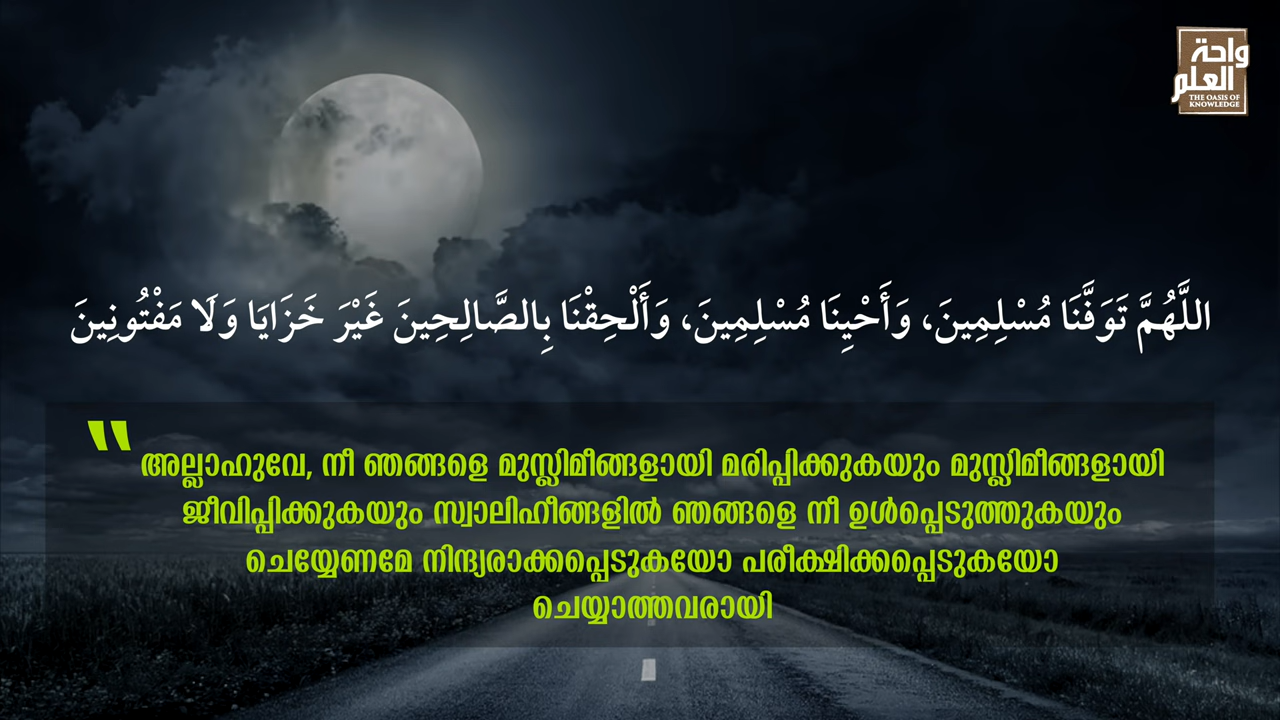 واحة
العلم
THE OASIS OF
KNOWLEDGE
اللَّهُمَّ تَوَفَّنَا مُسْلِمِينَ، وَأَحْيِنَا مُسْلِمِينَ، وَأَلْحِقْنَا بِالصَّالِحِينَ غَيْرَ خَزَايَا وَلَا مَفْتُونِينَ
"അല്ലാഹുവേ, നീ ഞങ്ങളെ മുസ്ലിമീങ്ങളായി മരിപ്പിക്കുകയും മുസ്ലിമീങ്ങളായി
ജീവിപ്പിക്കുകയും സ്വാലിഹീങ്ങളിൽ ഞങ്ങളെ നീ ഉൾപ്പെടുത്തുകയും
ചെയ്യേണമേ നിന്ദ്യരാക്കപ്പെടുകയോ പരീക്ഷിക്കപ്പെടുകയോ
ചെയ്യാത്തവരായി